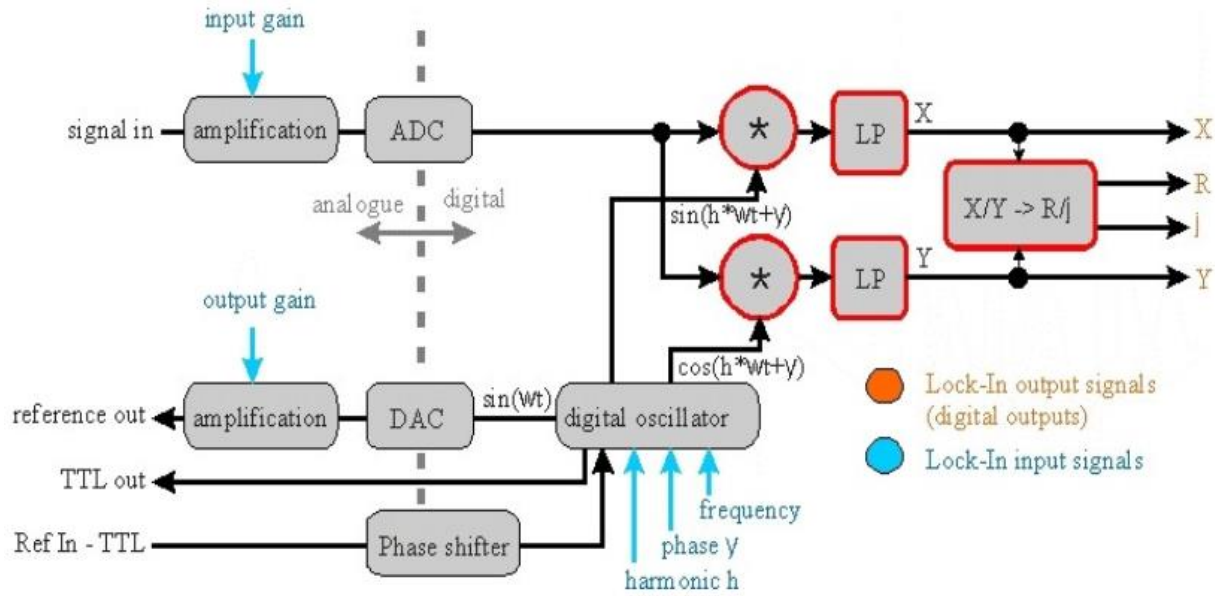 input gain
signal in
amplification
ADC
*
LP
X
X
sin(h*wt+y)
analogue
digital
X/Y -> R/j
R
j
*
LP
Y
Y
cos(h*wt+y)
output gain
reference out
amplification
DAC
sin(wt)
digital oscillator
TTL out
Ref In - TTL
Phase shifter
frequency
phase y
harmonic h
Lock-In output signals
(digital outputs)
Lock-In input signals